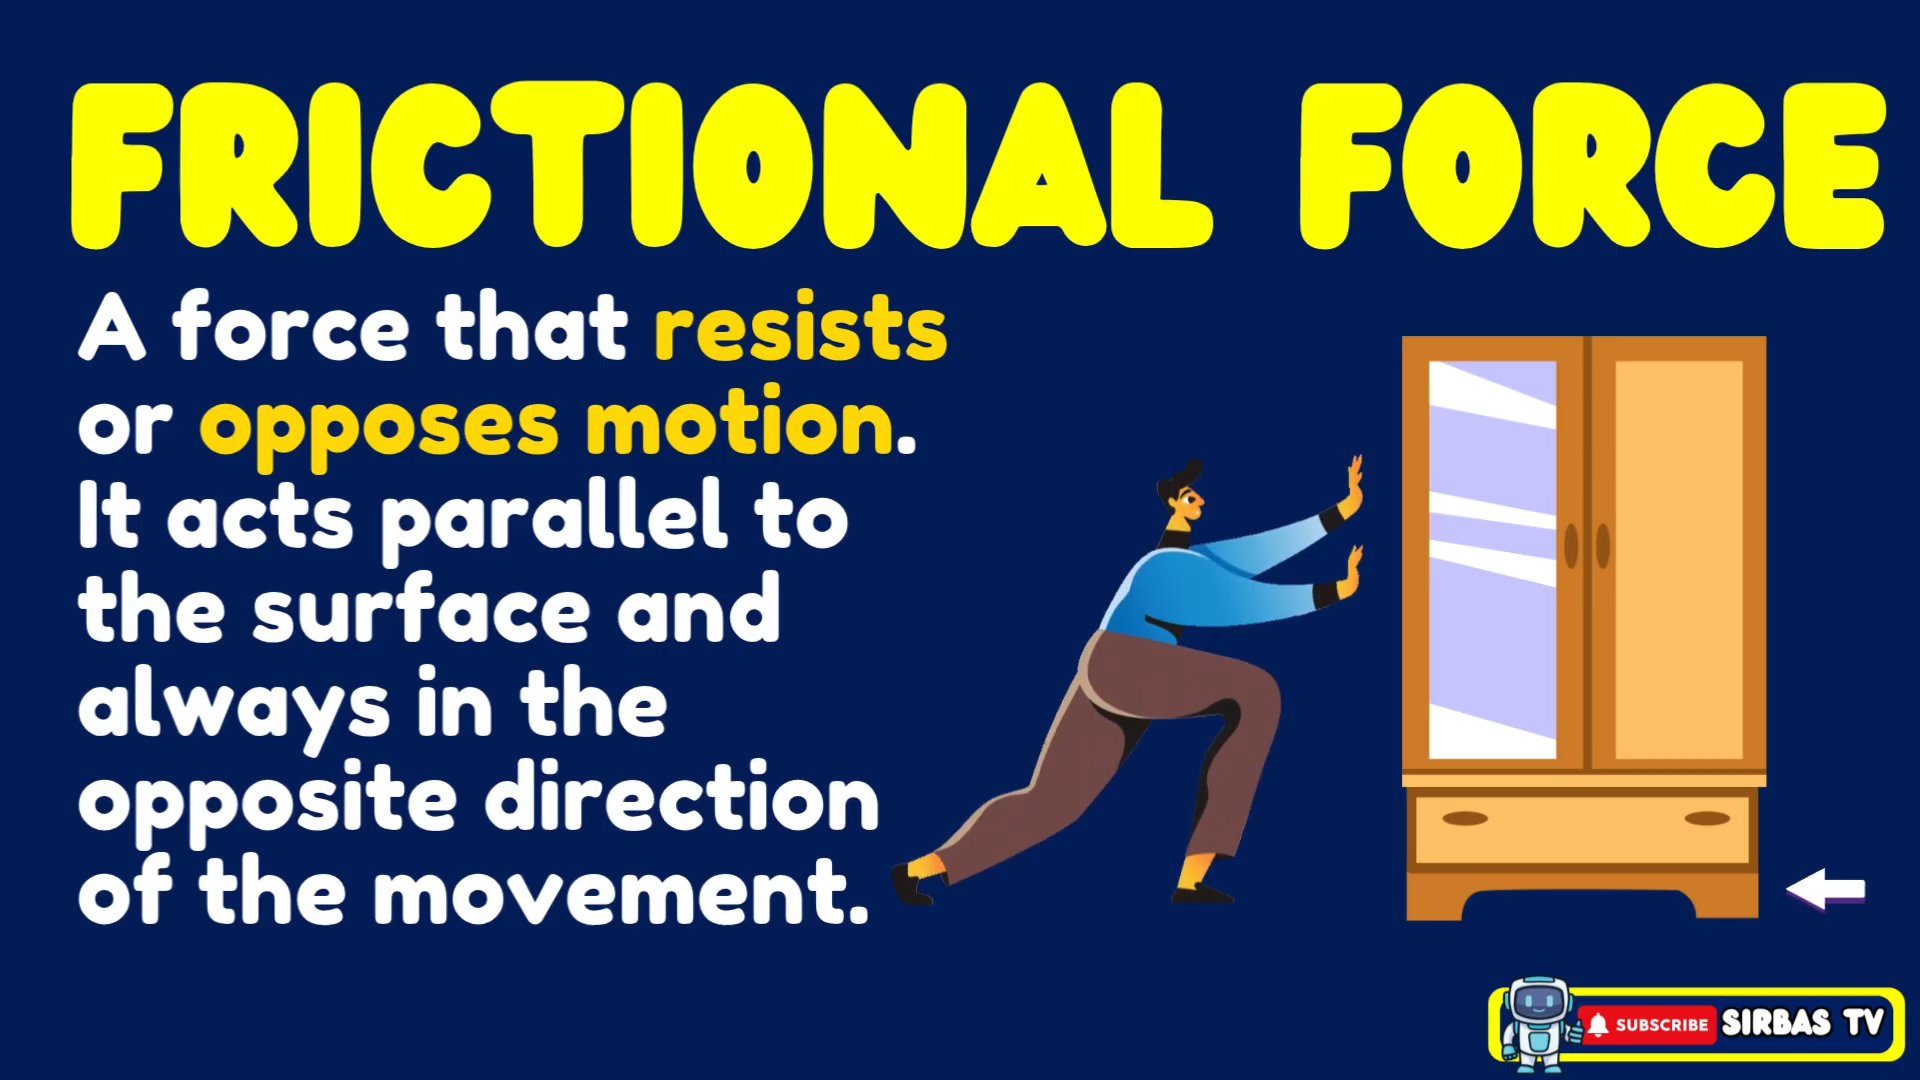 FRICTIONAL FORCE
A force that resists
or opposes motion.
It acts parallel to
the surface and
always in the
opposite direction
of the movement.
SUBSCRIBE SIRBAS TV